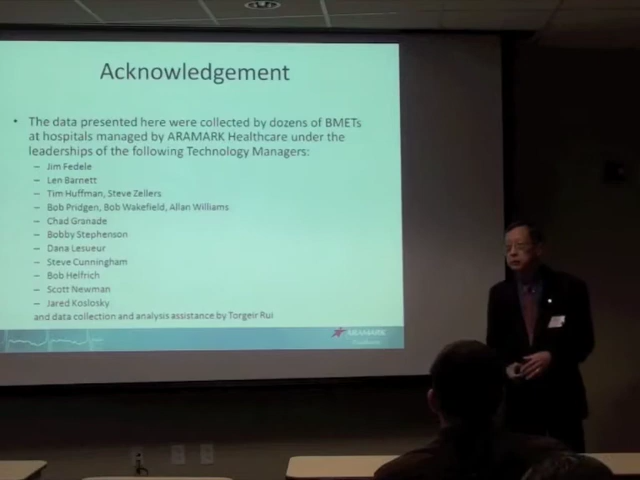 Acknowledgement
• The data presented here were collected by dozens of BMETs
at hospitals managed by ARAMARK Healthcare under the
leaderships of the following Technology Managers:
– Jim Fedele
– Len Barnett
– Tim Huffman, Steve Zellers
– Bob Pridgen, Bob Wakefield, Allan Williams
– Chad Granade
– Bobby Stephenson
– Dana Lesueur
– Steve Cunningham
– Bob Helfrich
– Scott Newman
– Jared Koslosky
and data collection and analysis assistance by Torgeir Rui
ARAMARK